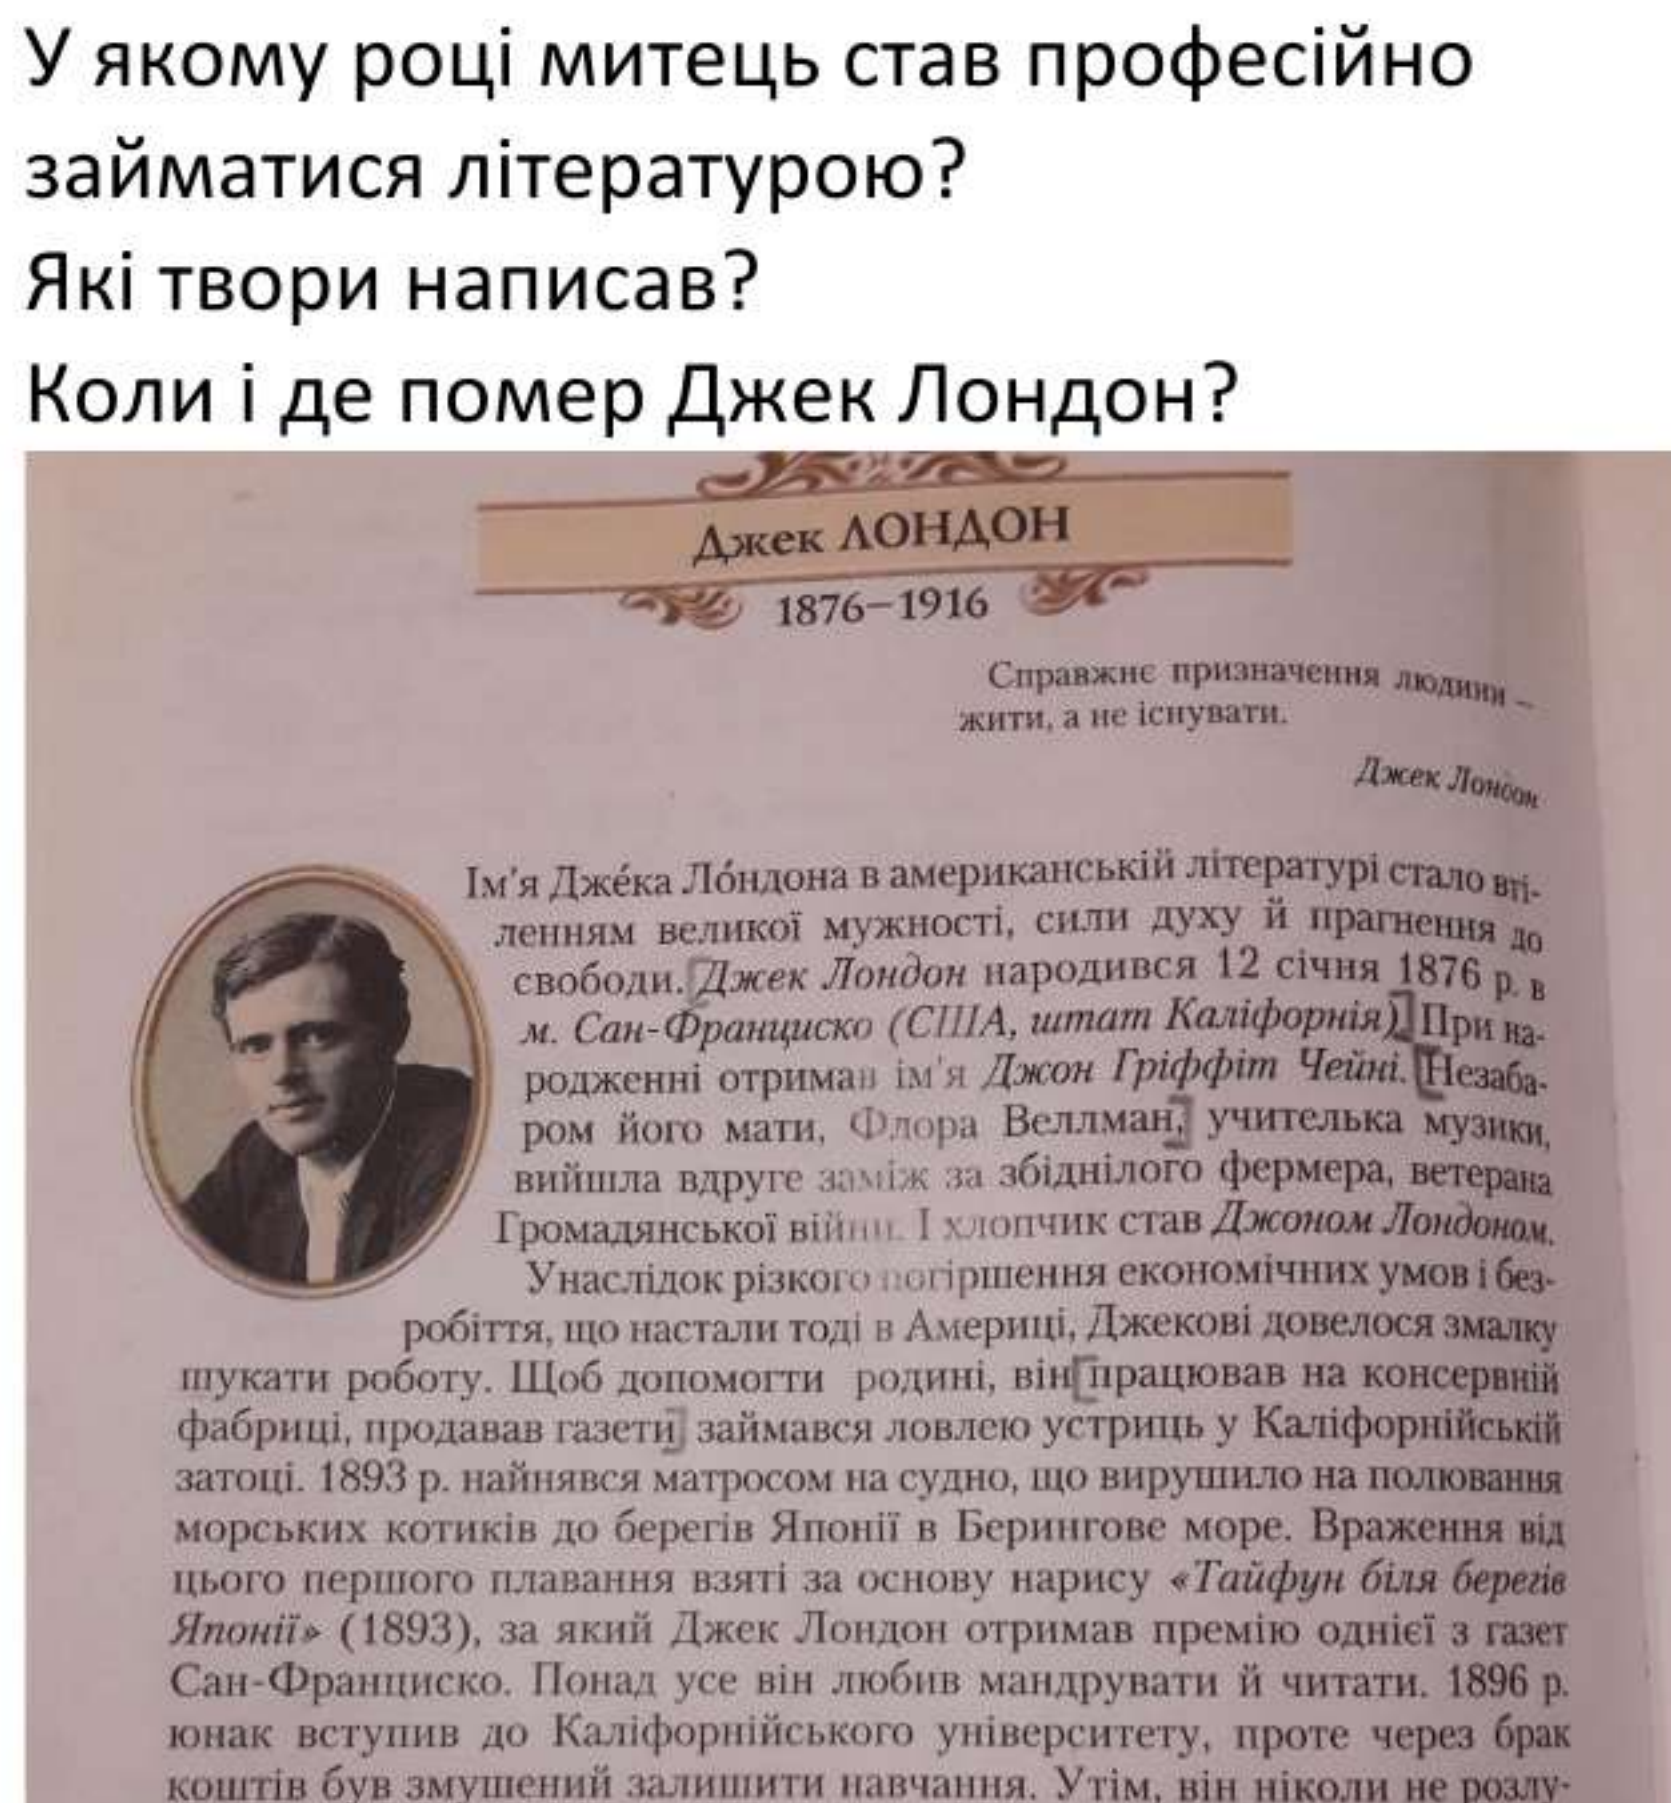 У якому році митець став професійно
займатися літературою?
Які твори написав?
Коли і де помер Джек Лондон?
Джек ЛОНДОН
1876–1916
Справжнє призначення людини –
жити, а не існувати.
Джек Лондон
Ім'я Дже́ка Ло́ндона в американській літературі стало вті-
ленням великої мужності, сили духу й прагнення до
свободи. Джек Лондон народився 12 січня 1876 р. в
м. Сан-Франциско (США, штат Каліфорнія). При на-
родженні отримав ім'я Джон Гріффіт Чейні. Незаба-
ром його мати, Флора Веллман, учителька музики,
вийшла вдруге заміж за збіднілого фермера, ветерана
Громадянської війни. І хлопчик став Джоном Лондоном.
Унаслідок різкого погіршення економічних умов і без-
робіття, що настали тоді в Америці, Джекові довелося змалку
шукати роботу. Щоб допомогти родині, він працював на консервній
фабриці, продавав газети, займався ловлею устриць у Каліфорнійській
затоці. 1893 р. найнявся матросом на судно, що вирушило на полювання
морських котиків до берегів Японії в Берингове море. Враження від
цього першого плавання взяті за основу нарису «Тайфун біля берегів
Японії» (1893), за який Джек Лондон отримав премію однієї з газет
Сан-Франциско. Понад усе він любив мандрувати й читати. 1896 р.
юнак вступив до Каліфорнійського університету, проте через брак
коштів був змушений залишити навчання. Утім, він ніколи не розлу-